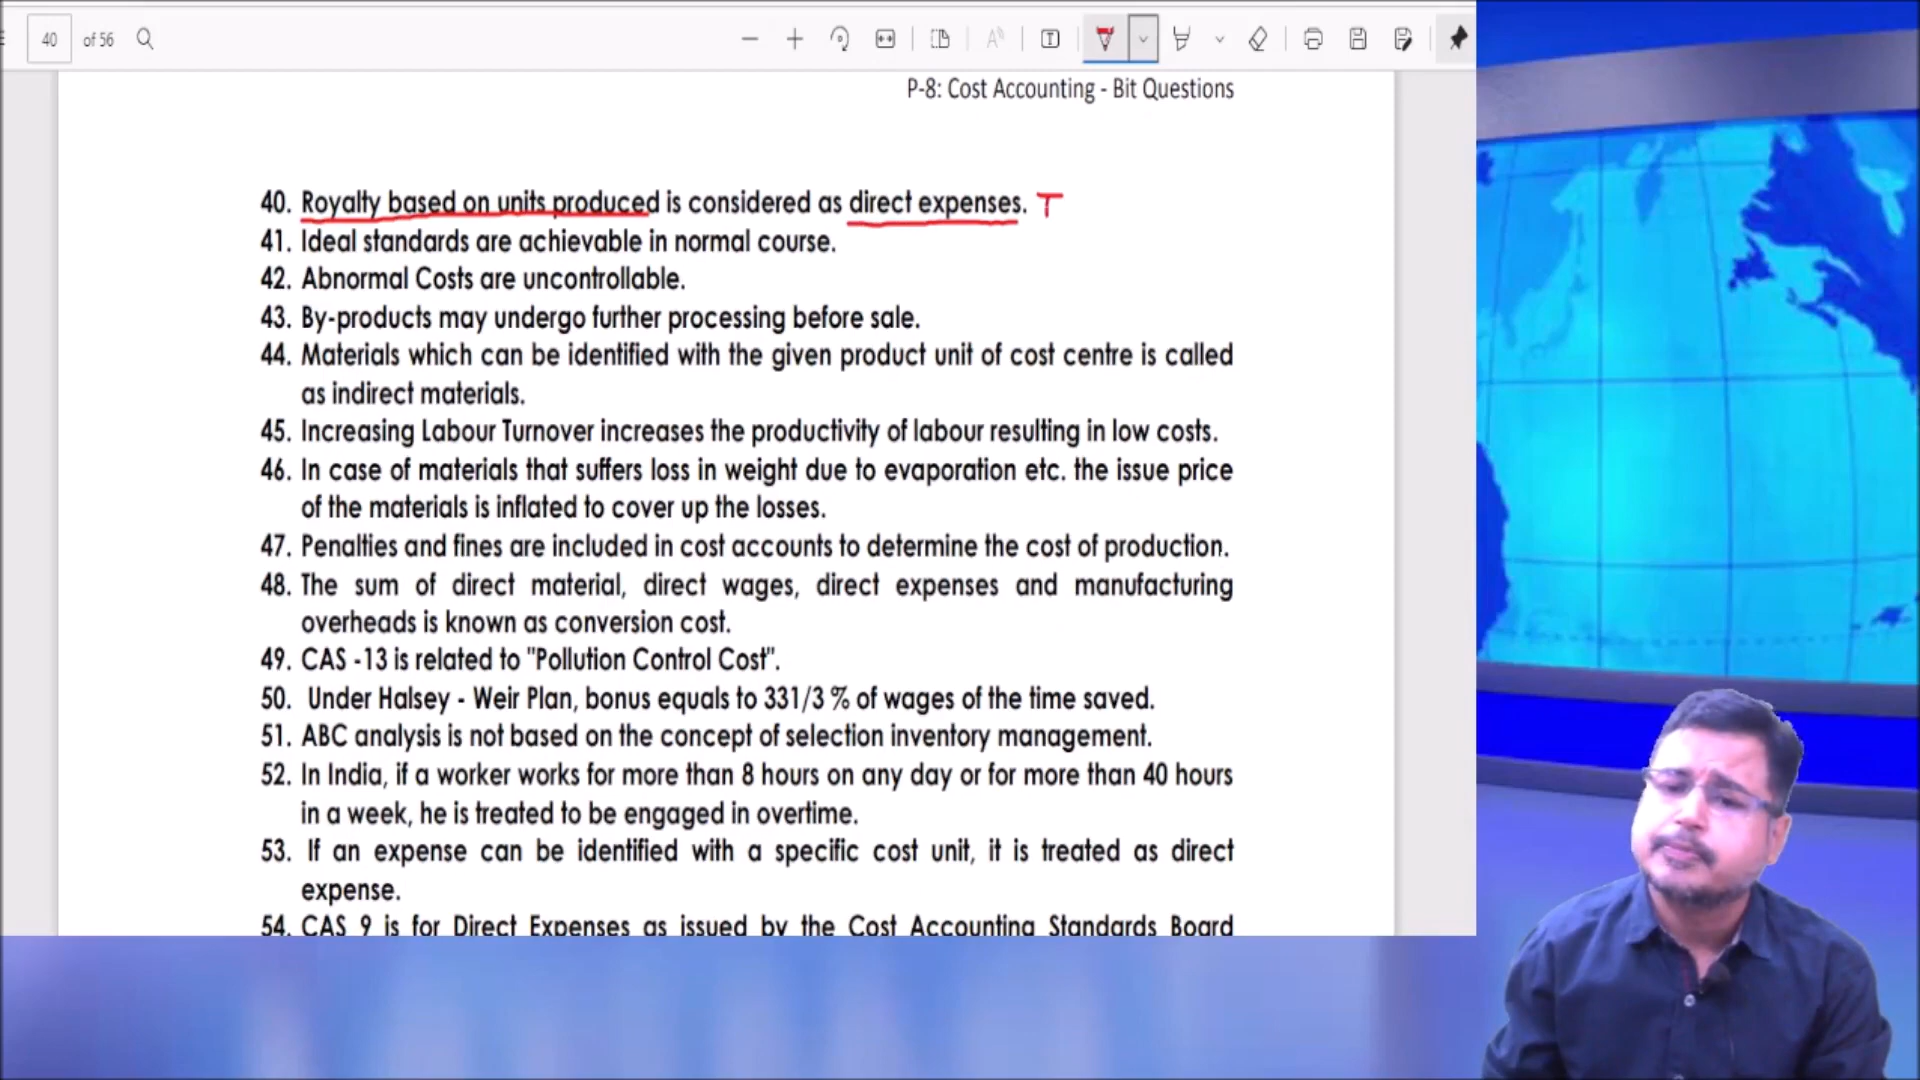 40 of 56
P-8: Cost Accounting - Bit Questions
40. Royalty based on units produced is considered as direct expenses. T
41. Ideal standards are achievable in normal course.
42. Abnormal Costs are uncontrollable.
43. By-products may undergo further processing before sale.
44. Materials which can be identified with the given product unit of cost centre is called
as indirect materials.
45. Increasing Labour Turnover increases the productivity of labour resulting in low costs.
46. In case of materials that suffers loss in weight due to evaporation etc. the issue price
of the materials is inflated to cover up the losses.
47. Penalties and fines are included in cost accounts to determine the cost of production.
48. The sum of direct material, direct wages, direct expenses and manufacturing
overheads is known as conversion cost.
49. CAS -13 is related to "Pollution Control Cost".
50. Under Halsey - Weir Plan, bonus equals to 331/3 % of wages of the time saved.
51. ABC analysis is not based on the concept of selection inventory management.
52. In India, if a worker works for more than 8 hours on any day or for more than 40 hours
in a week, he is treated to be engaged in overtime.
53. If an expense can be identified with a specific cost unit, it is treated as direct
expense.
54. CAS 9 is for Direct Expenses as issued by the Cost Accounting Standards Board